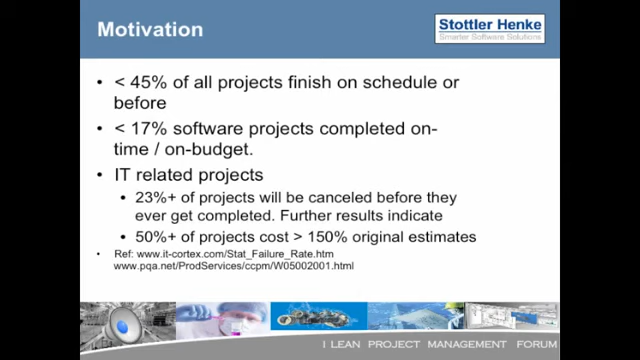 Motivation
Stottler Henke
Smarter Software Solutions
• < 45% of all projects finish on schedule or
before
• < 17% software projects completed on-
time / on-budget.
• IT related projects
• 23%+ of projects will be canceled before they
ever get completed. Further results indicate
• 50%+ of projects cost > 150% original estimates
• Ref: www.it-cortex.com/Stat_Failure_Rate.htm
www.pqa.net/ProdServices/ccpm/W05002001.html
I LEAN PROJECT MANAGEMENT FORUM